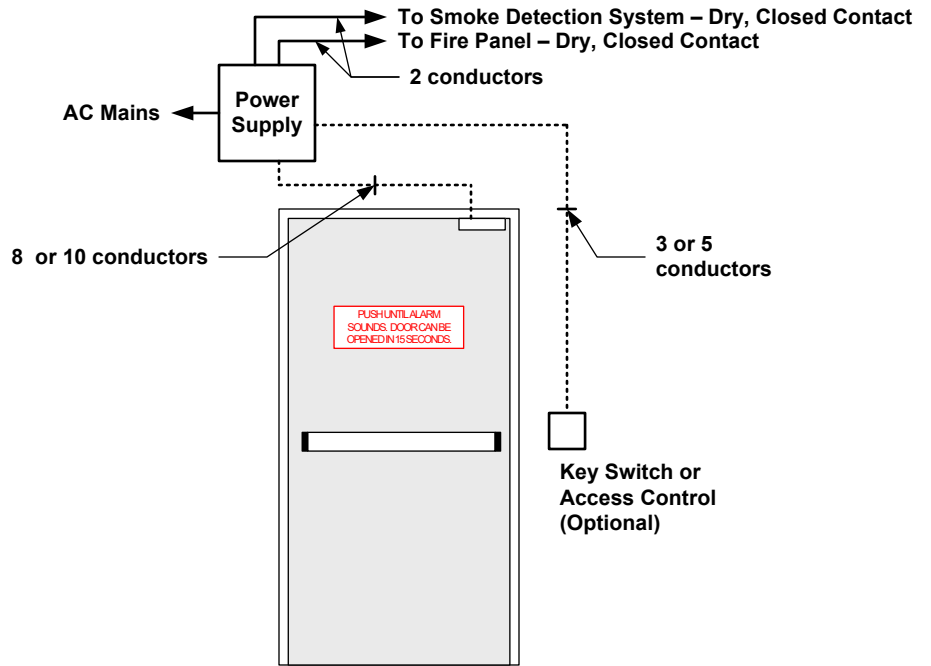 To Smoke Detection System – Dry, Closed Contact
To Fire Panel – Dry, Closed Contact
2 conductors
AC Mains
Power
Supply
8 or 10 conductors
3 or 5
conductors
PUSH UNTIL ALARM
SOUNDS. DOOR CAN BE
OPENED IN 15 SECONDS.
Key Switch or
Access Control
(Optional)